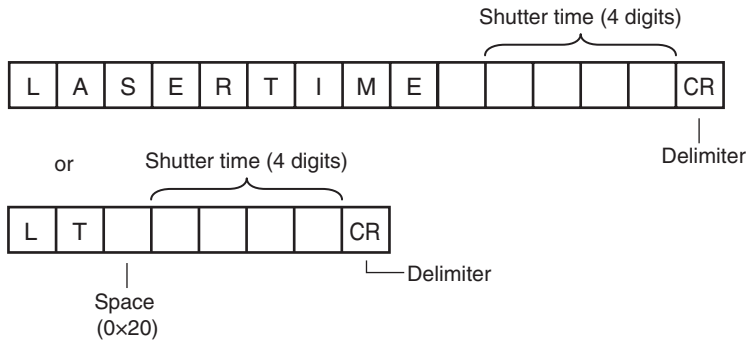 Shutter time (4 digits)
L A S E R T I M E CR
Delimiter
or
Shutter time (4 digits)
L T CR
Delimiter
Space
(0×20)